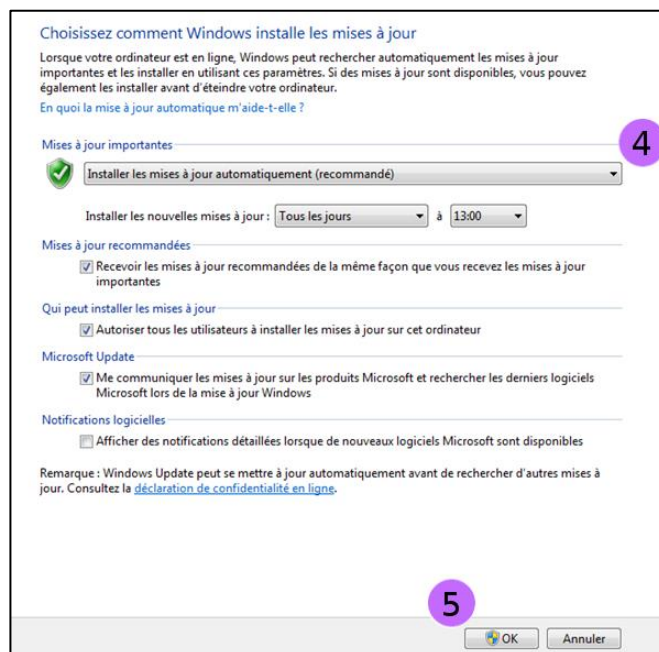 Choisissez comment Windows installe les mises à jour
Lorsque votre ordinateur est en ligne, Windows peut rechercher automatiquement les mises à jour
importantes et les installer en utilisant ces paramètres. Si des mises à jour sont disponibles, vous pouvez
également les installer avant d'éteindre votre ordinateur.
En quoi la mise à jour automatique m'aide-t-elle ?
Mises à jour importantes
4
Installer les mises à jour automatiquement (recommandé)
Installer les nouvelles mises à jour : Tous les jours à 13:00
Mises à jour recommandées
Recevoir les mises à jour recommandées de la même façon que vous recevez les mises à jour
importantes
Qui peut installer les mises à jour
Autoriser tous les utilisateurs à installer les mises à jour sur cet ordinateur
Microsoft Update
Me communiquer les mises à jour sur les produits Microsoft et rechercher les derniers logiciels
Microsoft lors de la mise à jour Windows
Notifications logicielles
Afficher des notifications détaillées lorsque de nouveaux logiciels Microsoft sont disponibles
Remarque : Windows Update peut se mettre à jour automatiquement avant de rechercher d'autres mises à
jour. Consultez la déclaration de confidentialité en ligne.
5
OK Annuler